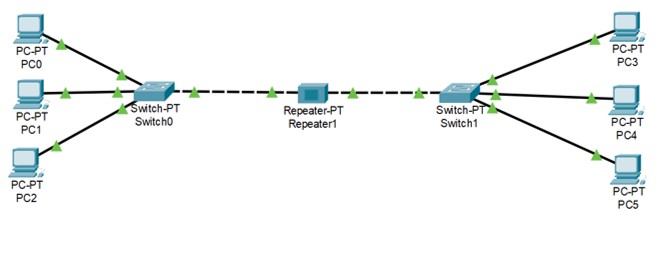 PC-PT
PC0
PC-PT
PC1
PC-PT
PC2
Switch-PT
Switch0
Repeater-PT
Repeater1
Switch-PT
Switch1
PC-PT
PC3
PC-PT
PC4
PC-PT
PC5